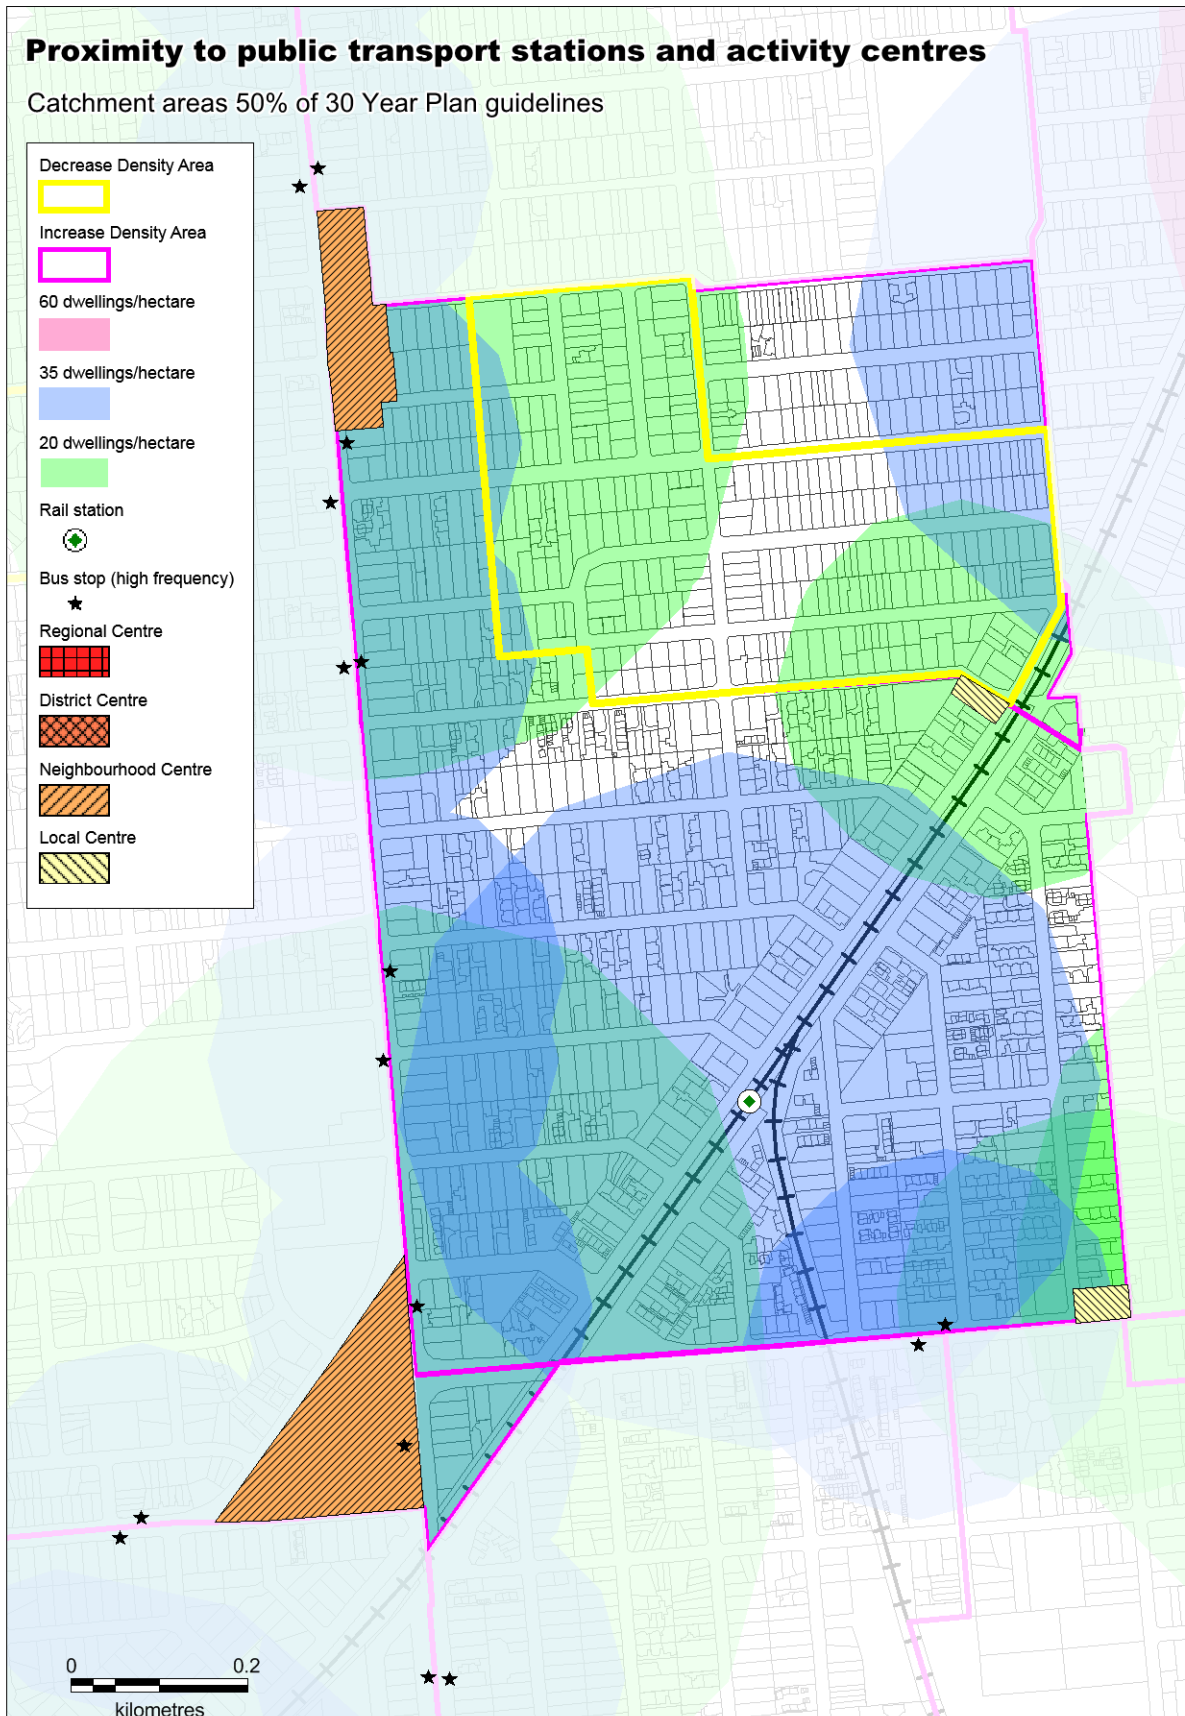 Proximity to public transport stations and activity centres
Catchment areas 50% of 30 Year Plan guidelines
Decrease Density Area
Increase Density Area
60 dwellings/hectare
35 dwellings/hectare
20 dwellings/hectare
Rail station
Bus stop (high frequency)
Regional Centre
District Centre
Neighbourhood Centre
Local Centre
0 0.2
kilometres